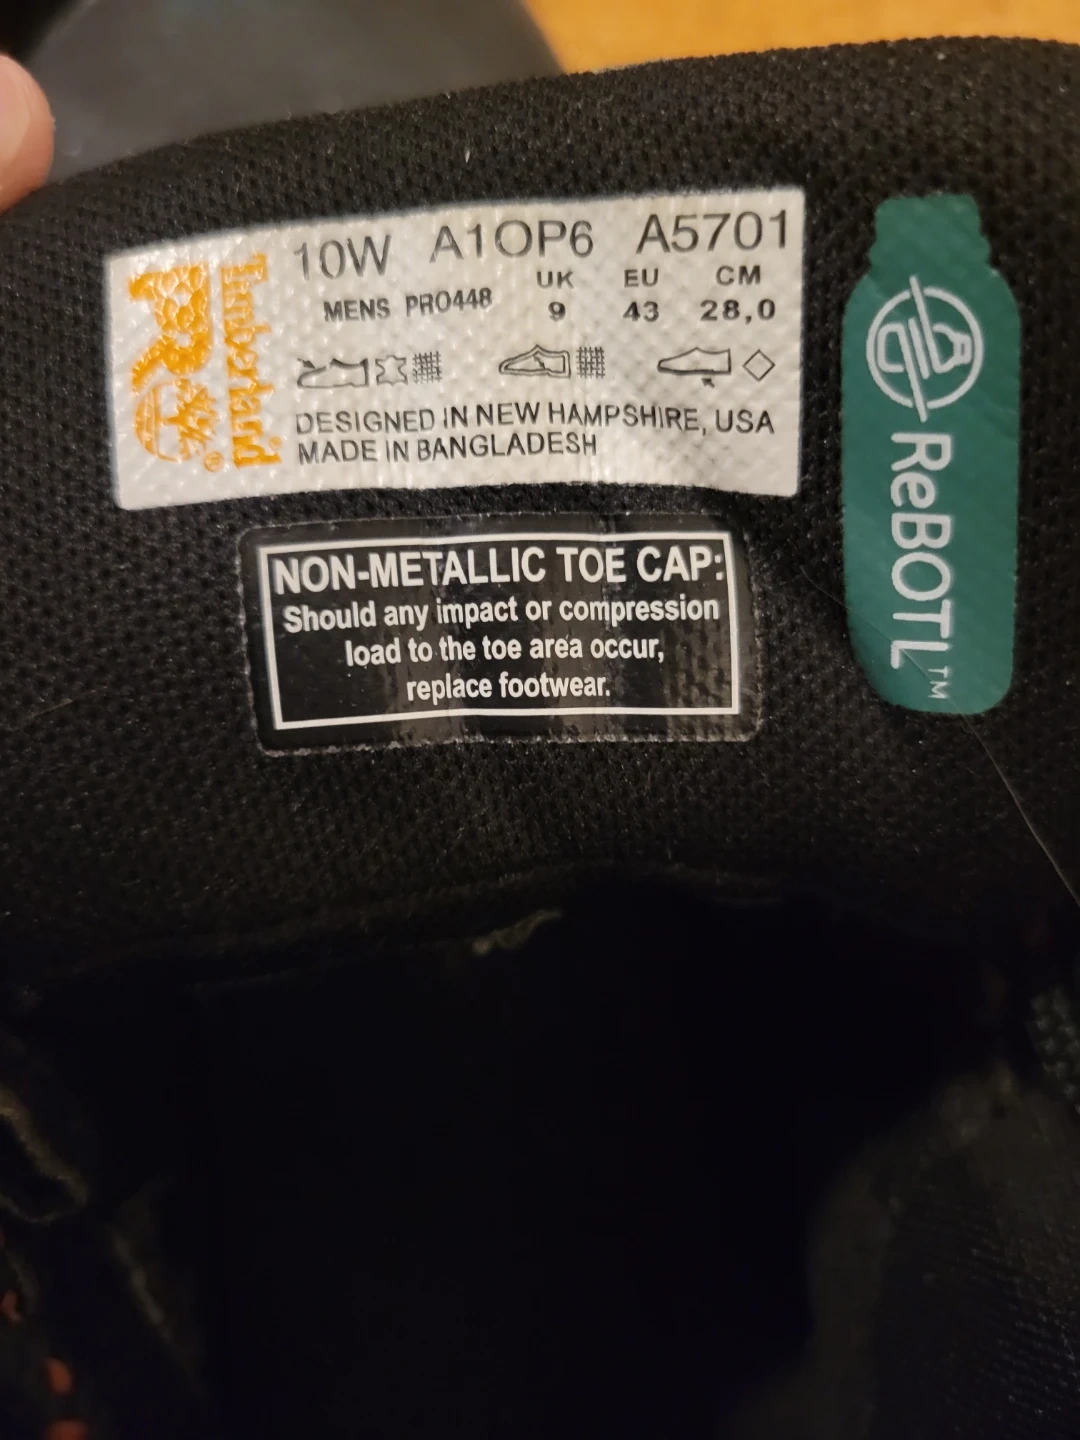 Timberland
PRO
®
10W A1OP6 A5701
MENS PRO448
UK EU CM
9 43 28,0
DESIGNED IN NEW HAMPSHIRE, USA
MADE IN BANGLADESH
NON-METALLIC TOE CAP:
Should any impact or compression
load to the toe area occur,
replace footwear.
ReBOTL™